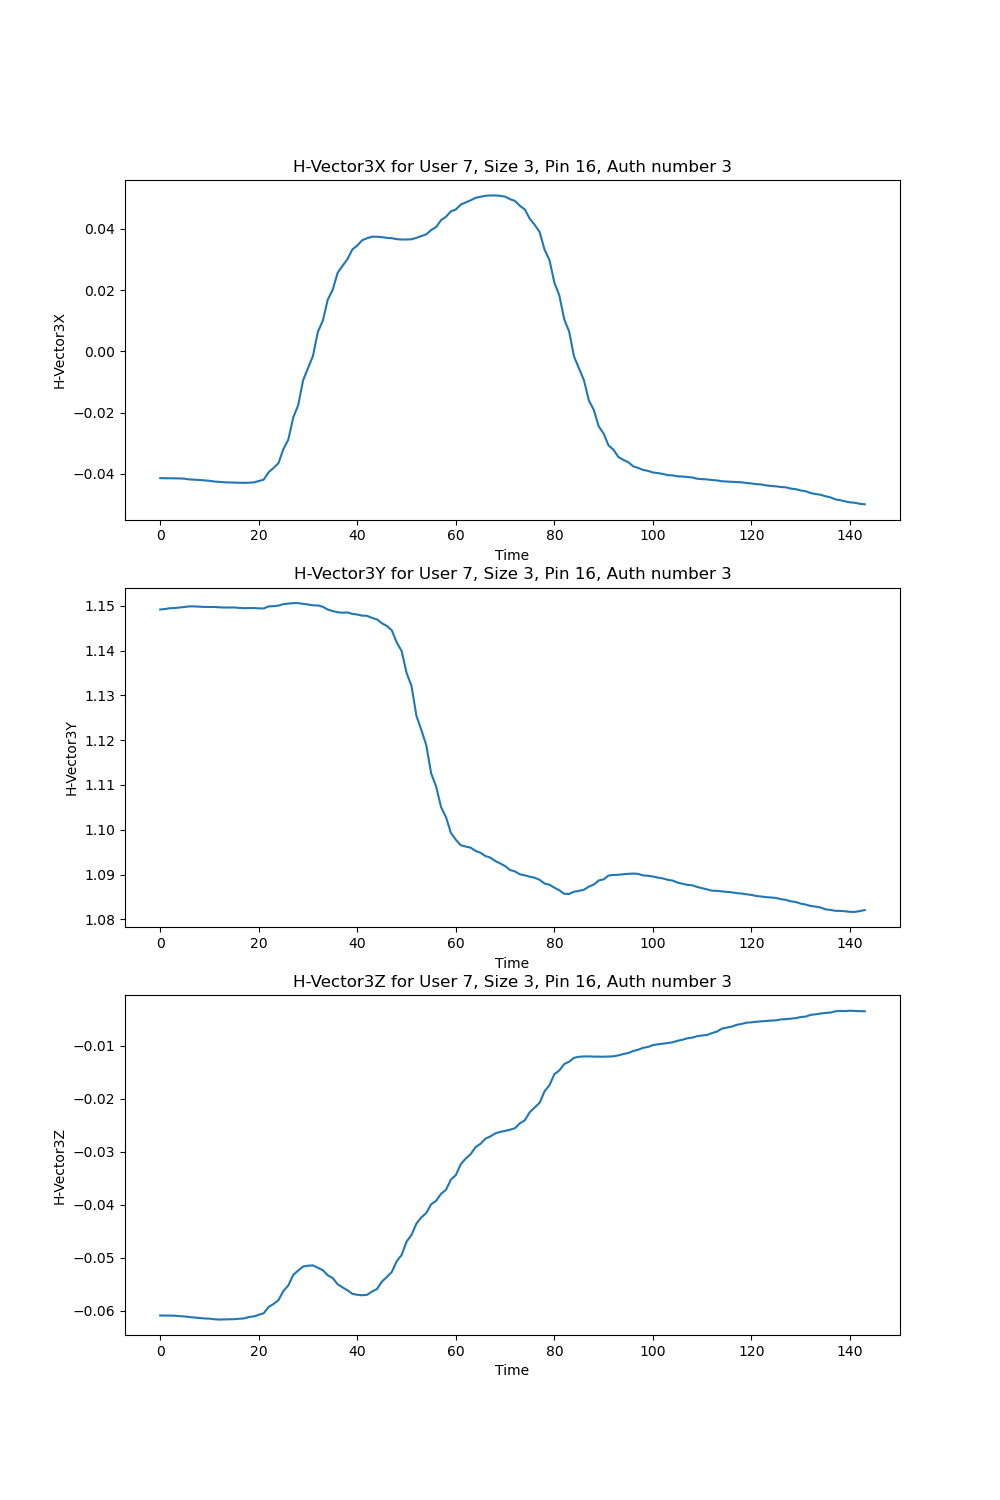 H-Vector3X for User 7, Size 3, Pin 16, Auth number 3
0.04
0.02
0.00
−0.02
−0.04
H-Vector3X
0 20 40 60 80 100 120 140
Time
H-Vector3Y for User 7, Size 3, Pin 16, Auth number 3
1.15
1.14
1.13
1.12
1.11
1.10
1.09
1.08
H-Vector3Y
0 20 40 60 80 100 120 140
Time
H-Vector3Z for User 7, Size 3, Pin 16, Auth number 3
−0.01
−0.02
−0.03
−0.04
−0.05
−0.06
H-Vector3Z
0 20 40 60 80 100 120 140
Time